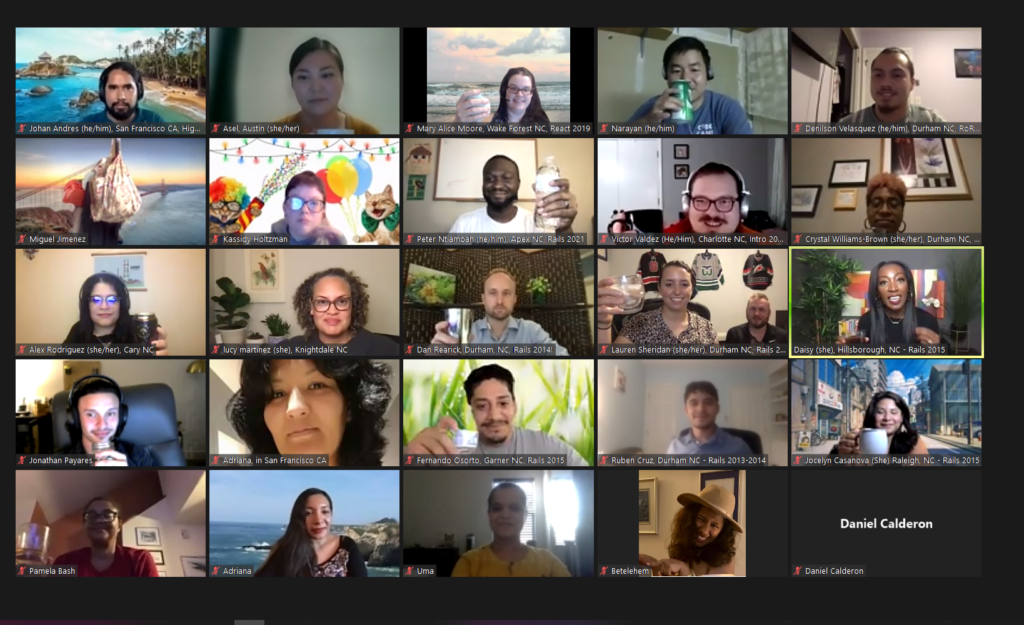 Johan Andres (he/him), San Francisco CA, Hig...
Asel, Austin (she/her)
Mary Alice Moore, Wake Forest NC, React 2019
Narayan (he/him)
Denilson Velasquez (he/him), Durham NC, RoR...
Miguel Jimenez
Kassidy Holtzman
Peter Ntiamoah (he/him), Apex NC, Rails 2021
Victor Valdez (He/Him), Charlotte NC, Intro 20...
Crystal Williams-Brown (she/her), Durham NC, ...
Alex Rodriguez (she/her), Cary NC
lucy martinez (she), Knightdale NC
Dan Rearick, Durham, NC, Rails 2014!
Lauren Sheridan (she/her), Durham NC, Rails 2...
Daisy (she), Hillsborough, NC - Rails 2015
Jonathan Payares
Adriana, in San Francisco CA
Fernando Osorto, Garner NC, Rails 2015
Ruben Cruz, Durham NC - Rails 2013-2014
Jocelyn Casanova (She) Raleigh, NC - Rails 2015
Pamela Bash
Adriana
Uma
Betelehem
Daniel Calderon
Daniel Calderon